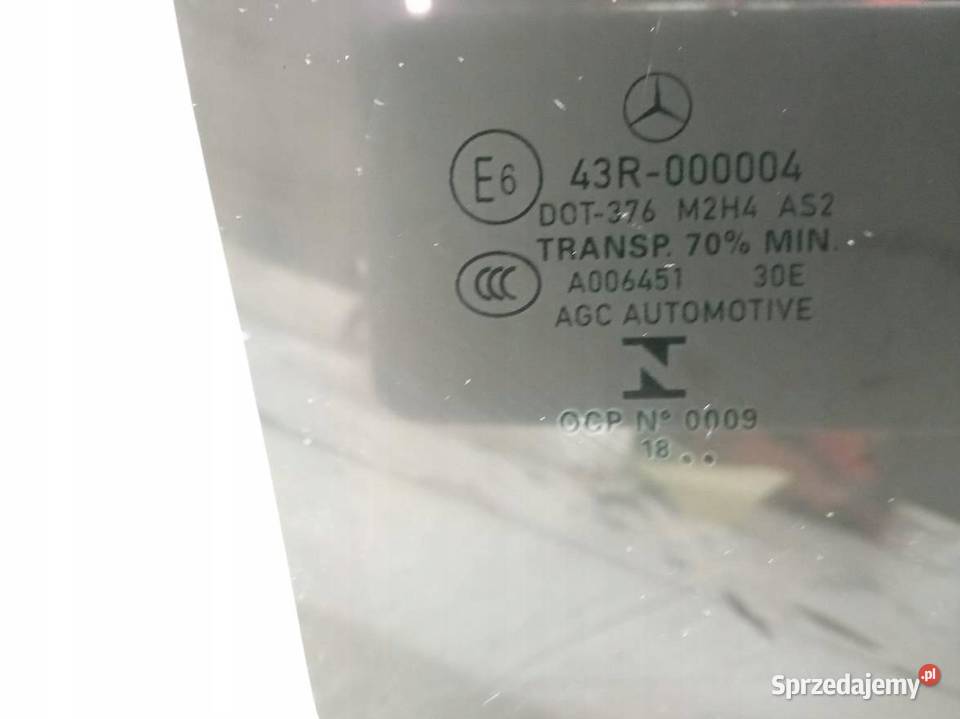 E6 43R-000004
DOT-376 M2H4 AS2
TRANSP. 70% MIN.
CCC A006451 30E
AGC AUTOMOTIVE
N
OCP Nº 0009
18 . .
Sprzedajemy.pl